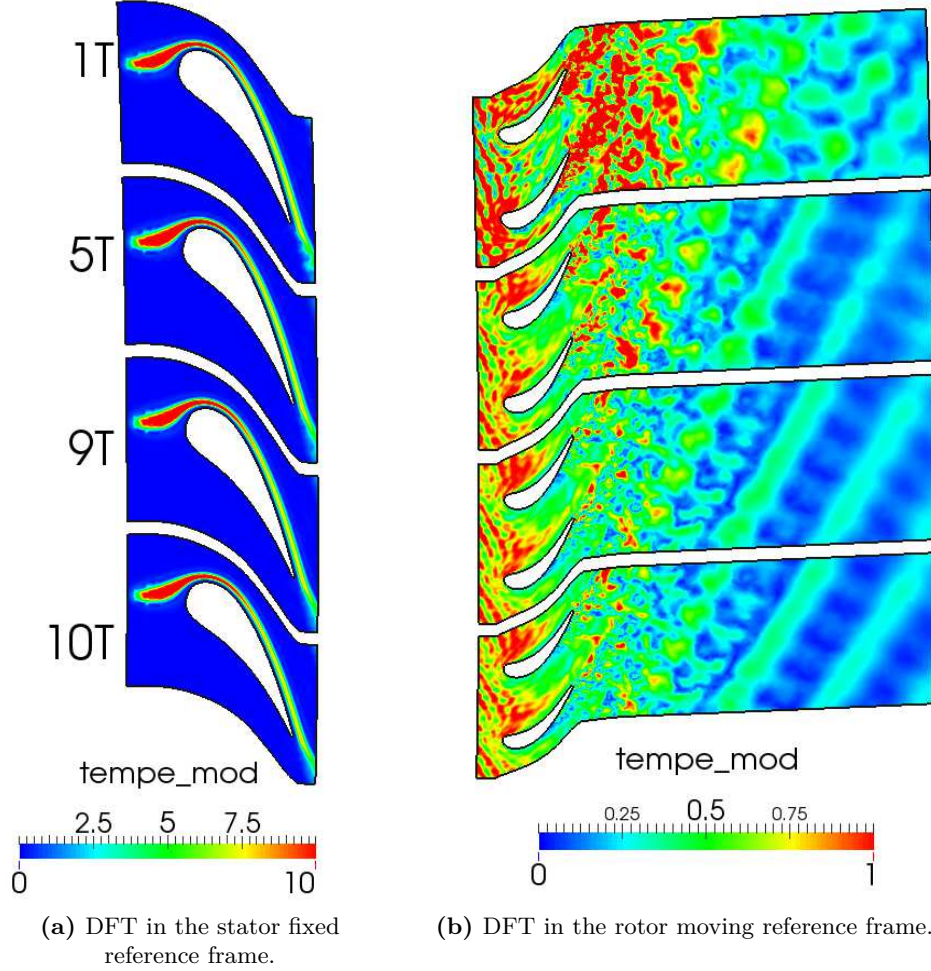 1T
5T
9T
10T
tempe_mod
2.5 5 7.5
0 10
tempe_mod
0.25 0.5 0.75
0 1
(a) DFT in the stator fixed
reference frame.
(b) DFT in the rotor moving reference frame.